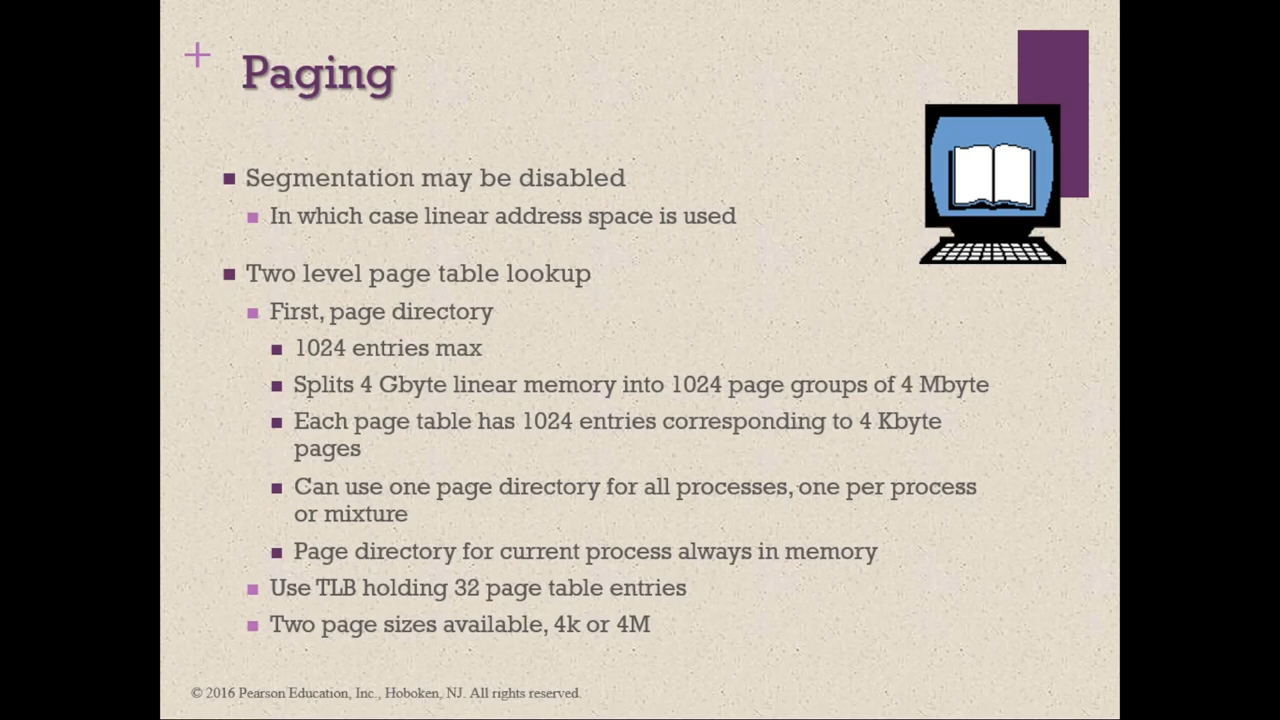 + Paging
■ Segmentation may be disabled
■ In which case linear address space is used
■ Two level page table lookup
■ First, page directory
■ 1024 entries max
■ Splits 4 Gbyte linear memory into 1024 page groups of 4 Mbyte
■ Each page table has 1024 entries corresponding to 4 Kbyte
pages
■ Can use one page directory for all processes, one per process
or mixture
■ Page directory for current process always in memory
■ Use TLB holding 32 page table entries
■ Two page sizes available, 4k or 4M
© 2016 Pearson Education, Inc., Hoboken, NJ. All rights reserved.